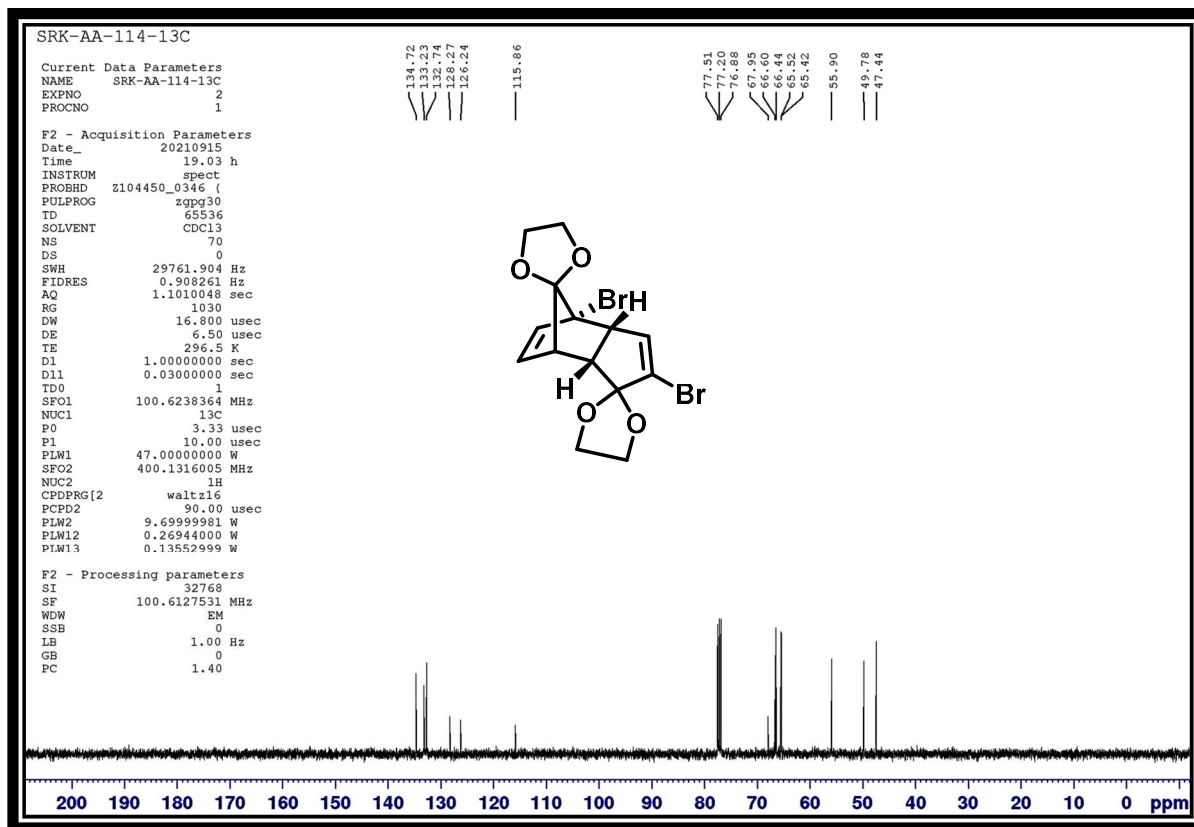 SRK-AA-114-13C
Current Data Parameters
NAME SRK-AA-114-13C
EXPNO 2
PROCNO 1
F2 - Acquisition Parameters
Date_ 20210915
Time 19.03 h
INSTRUM spect
PROBHD Z104450_0346 (
PULPROG zgpg30
TD 65536
SOLVENT CDCl3
NS 70
DS 0
SWH 29761.904 Hz
FIDRES 0.908261 Hz
AQ 1.1010048 sec
RG 1030
DW 16.800 usec
DE 6.50 usec
TE 296.5 K
D1 1.00000000 sec
D11 0.03000000 sec
TD0 1
SFO1 100.6238364 MHz
NUC1 13C
P0 3.33 usec
P1 10.00 usec
PLW1 47.00000000 W
SFO2 400.1316005 MHz
NUC2 1H
CPDPRG[2 waltz16
PCPD2 90.00 usec
PLW2 9.69999981 W
PLW12 0.26944000 W
PLW13 0.13552999 W
F2 - Processing parameters
SI 32768
SF 100.6127531 MHz
WDW EM
SSB 0
LB 1.00 Hz
GB 0
PC 1.40
134.72
133.23
132.74
128.27
126.24
115.86
77.51
77.20
76.88
67.95
66.60
66.44
65.52
65.42
55.90
49.78
47.44
O O
Br H
H Br
O O
200 190 180 170 160 150 140 130 120 110 100 90 80 70 60 50 40 30 20 10 0 ppm